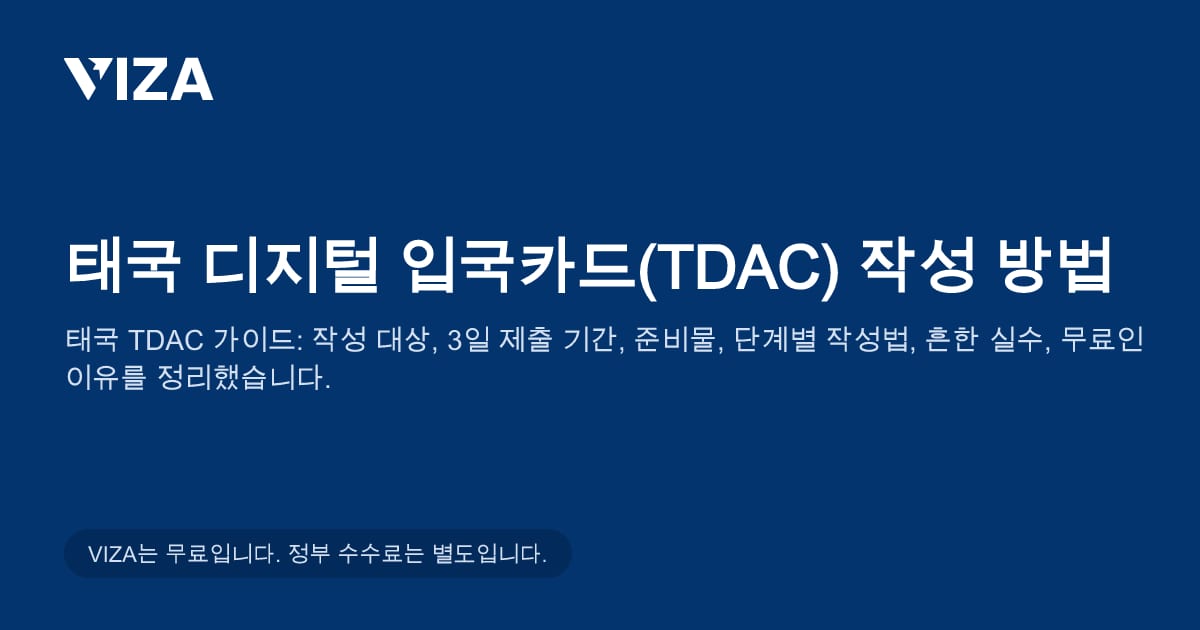 VIZA
태국 디지털 입국카드(TDAC) 작성 방법
태국 TDAC 가이드: 작성 대상, 3일 제출 기간, 준비물, 단계별 작성법, 흔한 실수, 무료인
이유를 정리했습니다.
VIZA는 무료입니다. 정부 수수료는 별도입니다.